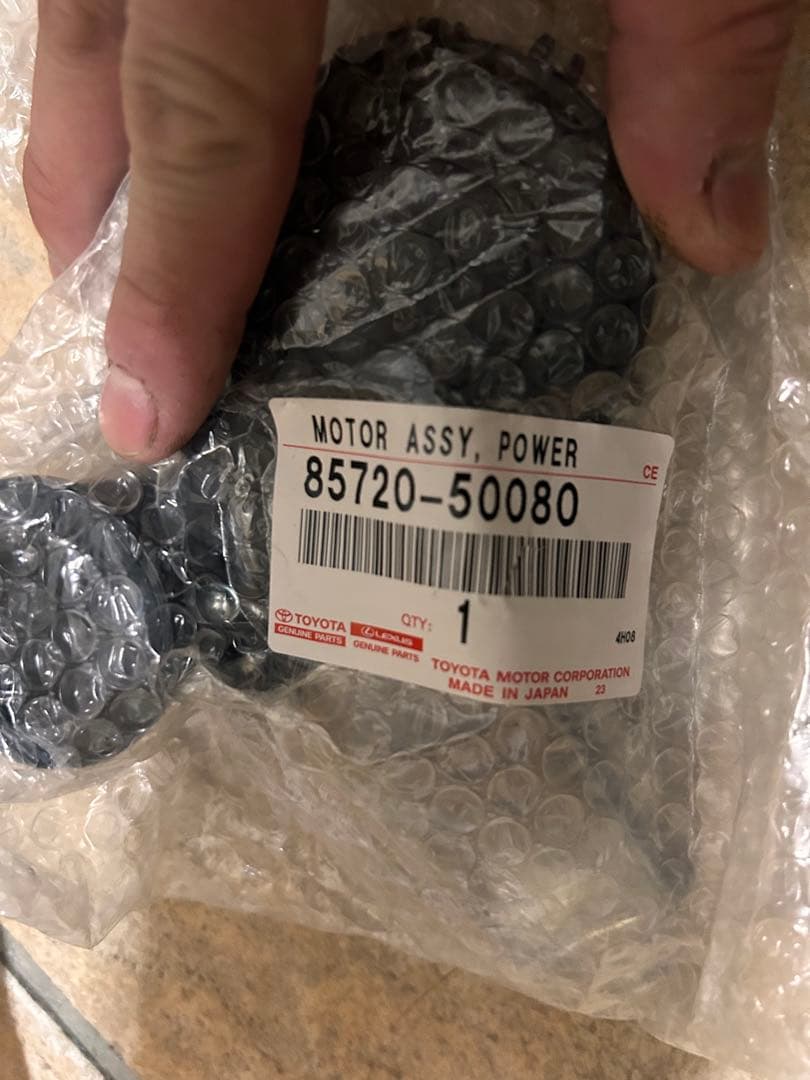 MOTOR ASSY, POWER
CE
85720-50080
QTY: 1
4H08
TOYOTA
GENUINE PARTS
LEXUS
GENUINE PARTS
TOYOTA MOTOR CORPORATION
MADE IN JAPAN 23